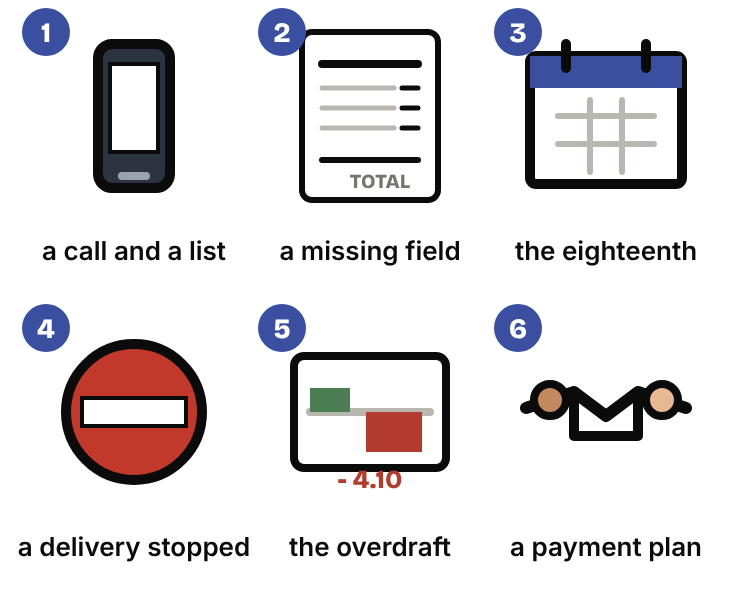 1
2
3
TOTAL
a call and a list
a missing field
the eighteenth
4
5
6
- 4.10
a delivery stopped
the overdraft
a payment plan